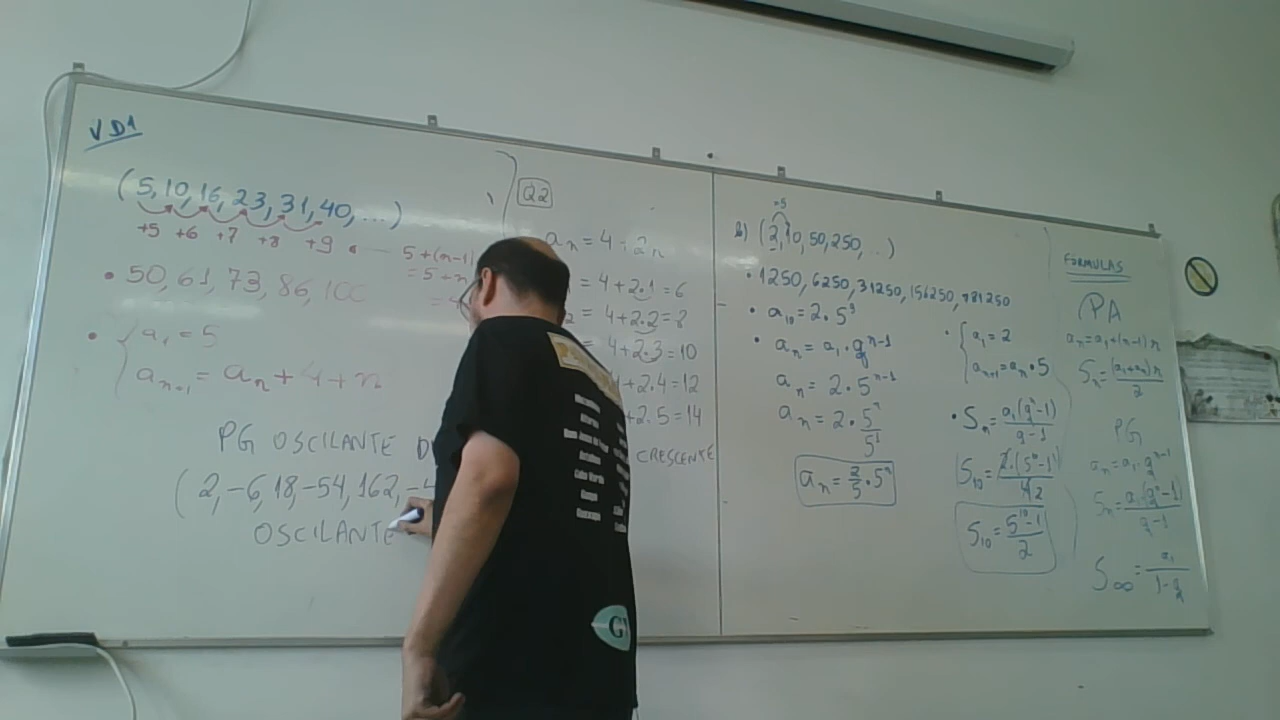 VD1
(5, 10, 16, 23, 31, 40, ...)
+5 +6 +7 +8 +9
5+(n-1)
= 5+n
• 50, 61, 73, 86, 100
• a₁ = 5
aₙ₊₁ = aₙ + 4 + n
PG OSCILANTE
CRESCENTE
(2, -6, 18, -54, 162,
OSCILANTE
Q2
aₙ = 4 + 2n
= 4+2.1 = 6
= 4+2.2 = 8
= 4+2.3 = 10
+2.4 = 12
+2.5 = 14
b) (2, 10, 50, 250, ...)
• 1250, 6250, 31250, 156250, 781250
• a₁₀ = 2.5⁹
• aₙ = a₁.qⁿ⁻¹
aₙ = 2.5ⁿ⁻¹
aₙ = 2.5ⁿ/5¹
aₙ = 2/5 . 5ⁿ
• a₁ = 2
aₙ₊₁ = aₙ.5
• Sₙ = a₁(qⁿ-1)/q-1
S₁₀ = 2.(5¹⁰-1)/42
S₁₀ = 5¹⁰-1/2
FÓRMULAS
PA
aₙ = a₁+(n-1)r
Sₙ = (a₁+aₙ)n/2
PG
aₙ = a₁.qⁿ⁻¹
Sₙ = a₁(qⁿ-1)/q-1
S∞ = a₁/1-q
G